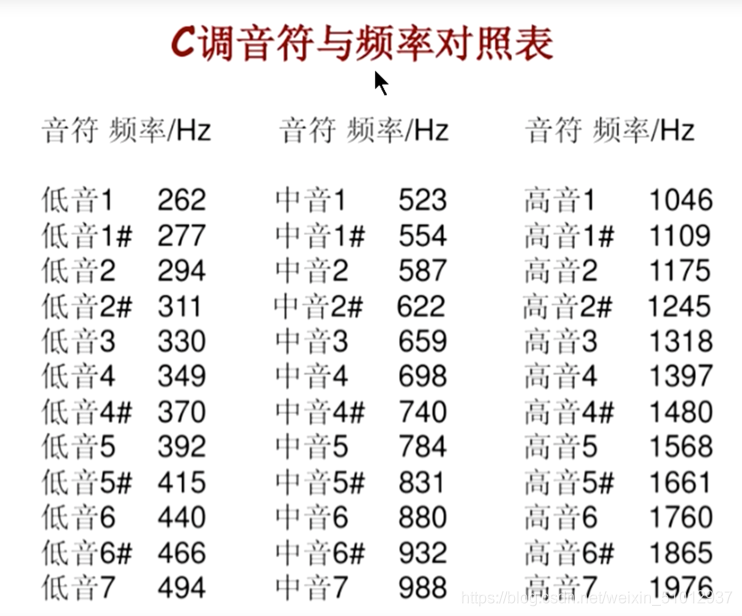 C调音符与频率对照表
音符 频率/Hz 音符 频率/Hz 音符 频率/Hz
低音1 262 中音1 523 高音1 1046
低音1# 277 中音1# 554 高音1# 1109
低音2 294 中音2 587 高音2 1175
低音2# 311 中音2# 622 高音2# 1245
低音3 330 中音3 659 高音3 1318
低音4 349 中音4 698 高音4 1397
低音4# 370 中音4# 740 高音4# 1480
低音5 392 中音5 784 高音5 1568
低音5# 415 中音5# 831 高音5# 1661
低音6 440 中音6 880 高音6 1760
低音6# 466 中音6# 932 高音6# 1865
低音7 494 中音7 988 高音7 1976